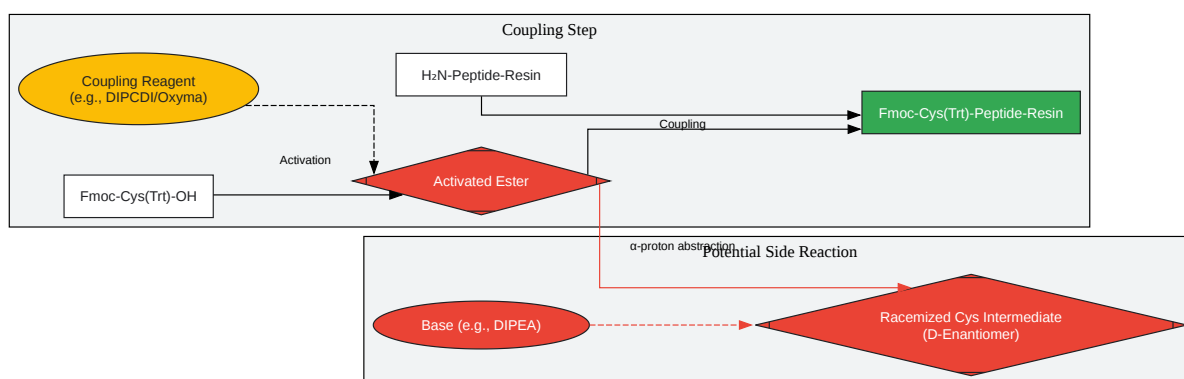 Coupling Step
Coupling Reagent
(e.g., DIPCDI/Oxyma)
H₂N-Peptide-Resin
Fmoc-Cys(Trt)-Peptide-Resin
Coupling
Activation
Activated Ester
Fmoc-Cys(Trt)-OH
α-proton abstraction
Potential Side Reaction
Base (e.g., DIPEA)
Racemized Cys Intermediate
(D-Enantiomer)